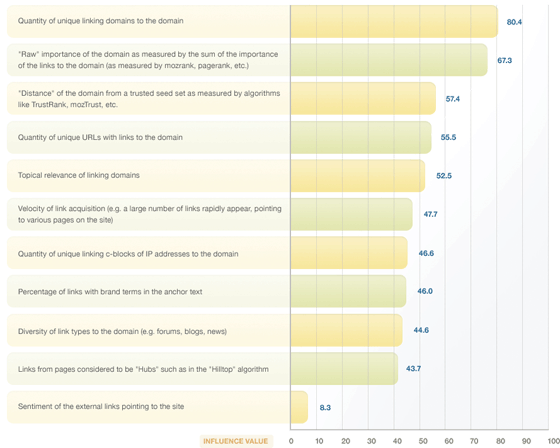 Quantity of unique linking domains to the domain
80.4
"Raw" importance of the domain as measured by the sum of the importance
of the links to the domain (as measured by mozrank, pagerank, etc.)
67.3
"Distance" of the domain from a trusted seed set as measured by algorithms
like TrustRank, mozTrust, etc.
57.4
Quantity of unique URLs with links to the domain
55.5
Topical relevance of linking domains
52.5
Velocity of link acquisition (e.g. a large number of links rapidly appear, pointing
to various pages on the site)
47.7
Quantity of unique linking c-blocks of IP addresses to the domain
46.6
Percentage of links with brand terms in the anchor text
46.0
Diversity of link types to the domain (e.g. forums, blogs, news)
44.6
Links from pages considered to be "Hubs" such as in the "Hilltop" algorithm
43.7
Sentiment of the external links pointing to the site
8.3
INFLUENCE VALUE 0 10 20 30 40 50 60 70 80 90 100